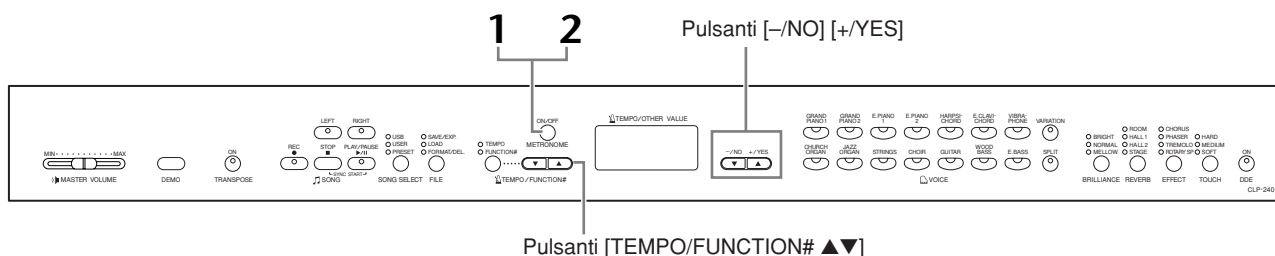 1 2
Pulsanti [–/NO] [+/YES]
MIN MAX
MASTER VOLUME
DEMO
ON
TRANSPOSE
LEFT RIGHT
REC STOP PLAY/PAUSE
SYNC START
SONG
USB
USER
PRESET
SONG SELECT
SAVE/EXP.
LOAD
FORMAT/DEL.
FILE
ON/OFF
METRONOME
TEMPO
FUNCTION#
TEMPO/FUNCTION#
TEMPO/OTHER VALUE
–/NO +/YES
GRAND PIANO 1
GRAND PIANO 2
E.PIANO 1
E.PIANO 2
HARPSI-CHORD
E.CLAVI-CHORD
VIBRA-PHONE
VARIATION
CHURCH ORGAN
JAZZ ORGAN
STRINGS
CHOIR
GUITAR
WOOD BASS
E.BASS
SPLIT
VOICE
BRIGHT
NORMAL
MELLOW
BRILLIANCE
ROOM
HALL 1
HALL 2
STAGE
REVERB
CHORUS
PHASER
TREMOLO
ROTARY SP
EFFECT
HARD
MEDIUM
SOFT
TOUCH
ON
DDE
CLP-240
Pulsanti [TEMPO/FUNCTION# ▲▼]